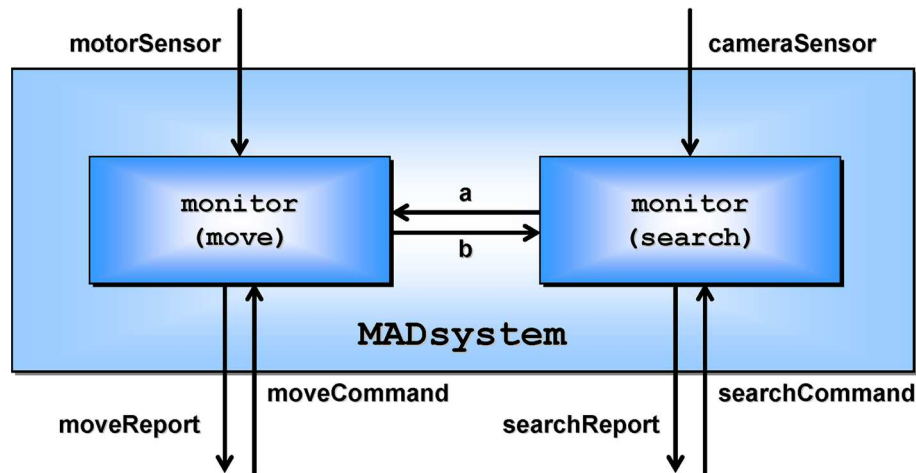 motorSensor
cameraSensor
monitor
(move)
a
b
monitor
(search)
MADsystem
moveCommand
searchCommand
moveReport
searchReport